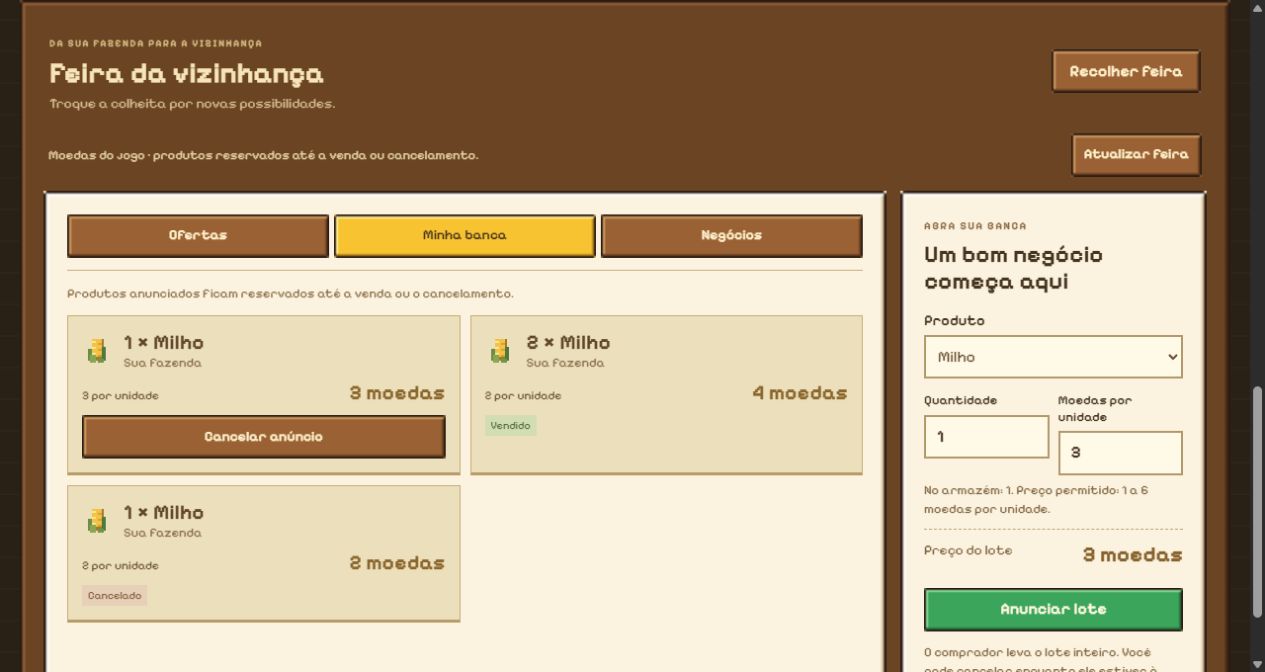 DA SUA FAZENDA PARA A VIZINHANÇA
Feira da vizinhança
Troque a colheita por novas possibilidades.
Recolher feira
Moedas do jogo · produtos reservados até a venda ou cancelamento.
Atualizar feira
Ofertas
Minha banca
Negócios
Produtos anunciados ficam reservados até a venda ou o cancelamento.
1 × Milho
Sua fazenda
3 por unidade
3 moedas
Cancelar anúncio
2 × Milho
Sua fazenda
2 por unidade
4 moedas
Vendido
1 × Milho
Sua fazenda
2 por unidade
2 moedas
Cancelado
ABRA SUA BANCA
Um bom negócio
começa aqui
Produto
Milho
Quantidade
1
Moedas por
unidade
3
No armazém: 1. Preço permitido: 1 a 6
moedas por unidade.
Preço do lote
3 moedas
Anunciar lote
O comprador leva o lote inteiro. Você